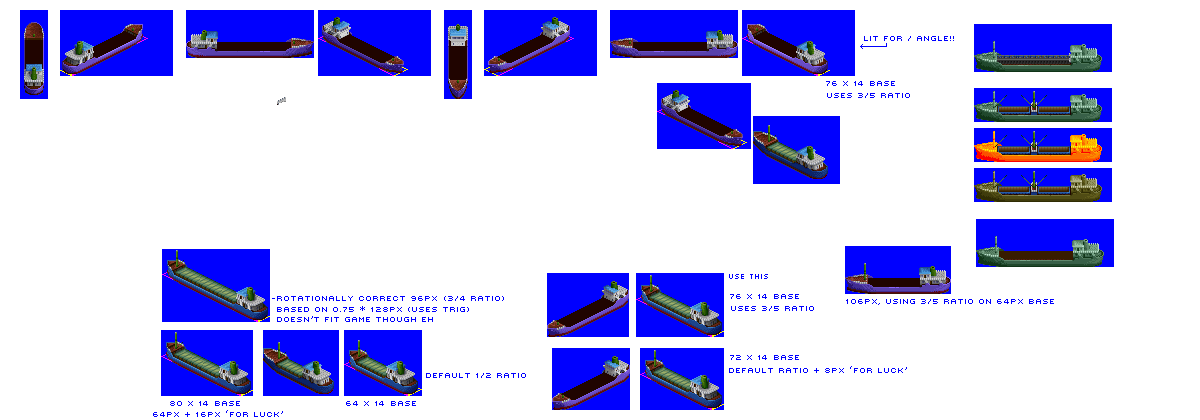 LIT FOR / ANGLE!!
76 X 14 BASE
USES 3/5 RATIO
USE THIS
76 X 14 BASE
USES 3/5 RATIO
106PX, USING 3/5 RATIO ON 64PX BASE
-ROTATIONALLY CORRECT 96PX (3/4 RATIO)
BASED ON 0.75 * 128PX (USES TRIG)
DOESN'T FIT GAME THOUGH EH
72 X 14 BASE
DEFAULT RATIO + 8PX 'FOR LUCK'
DEFAULT 1/2 RATIO
80 X 14 BASE
64PX + 16PX 'FOR LUCK'
64 X 14 BASE